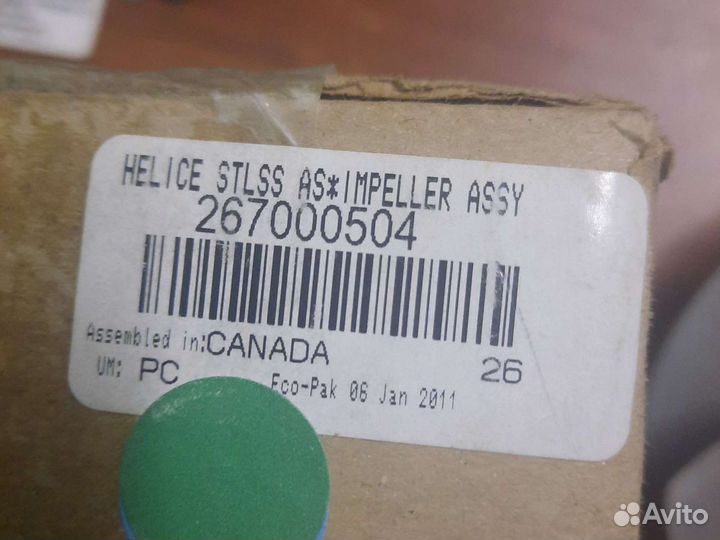 HELICE STLSS AS*IMPELLER ASSY
267000504
Assembled in:CANADA
26
UM: PC
Eco-Pak 06 Jan 2011
Avito